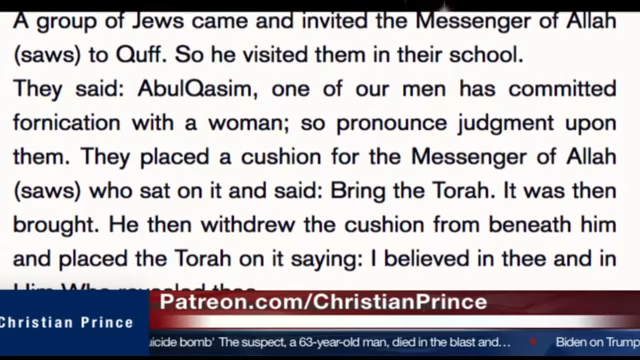 A group of Jews came and invited the Messenger of Allah
(saws) to Quff. So he visited them in their school.
They said: AbulQasim, one of our men has committed
fornication with a woman; so pronounce judgment upon
them. They placed a cushion for the Messenger of Allah
(saws) who sat on it and said: Bring the Torah. It was then
brought. He then withdrew the cushion from beneath him
and placed the Torah on it saying: I believed in thee and in
Him Who revealed thee
Patreon.com/ChristianPrince
Christian Prince
uicide bomb' The suspect, a 63-year-old man, died in the blast and…
Biden on Trump